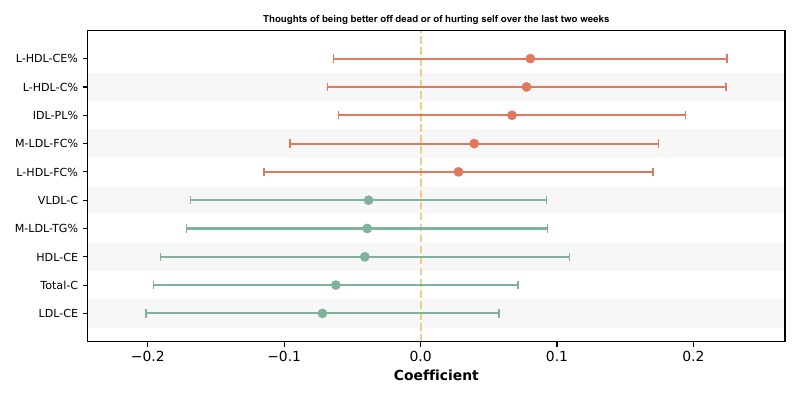 Thoughts of being better off dead or of hurting self over the last two weeks
L-HDL-CE%
L-HDL-C%
IDL-PL%
M-LDL-FC%
L-HDL-FC%
VLDL-C
M-LDL-TG%
HDL-CE
Total-C
LDL-CE
−0.2 −0.1 0.0 0.1 0.2
Coefficient